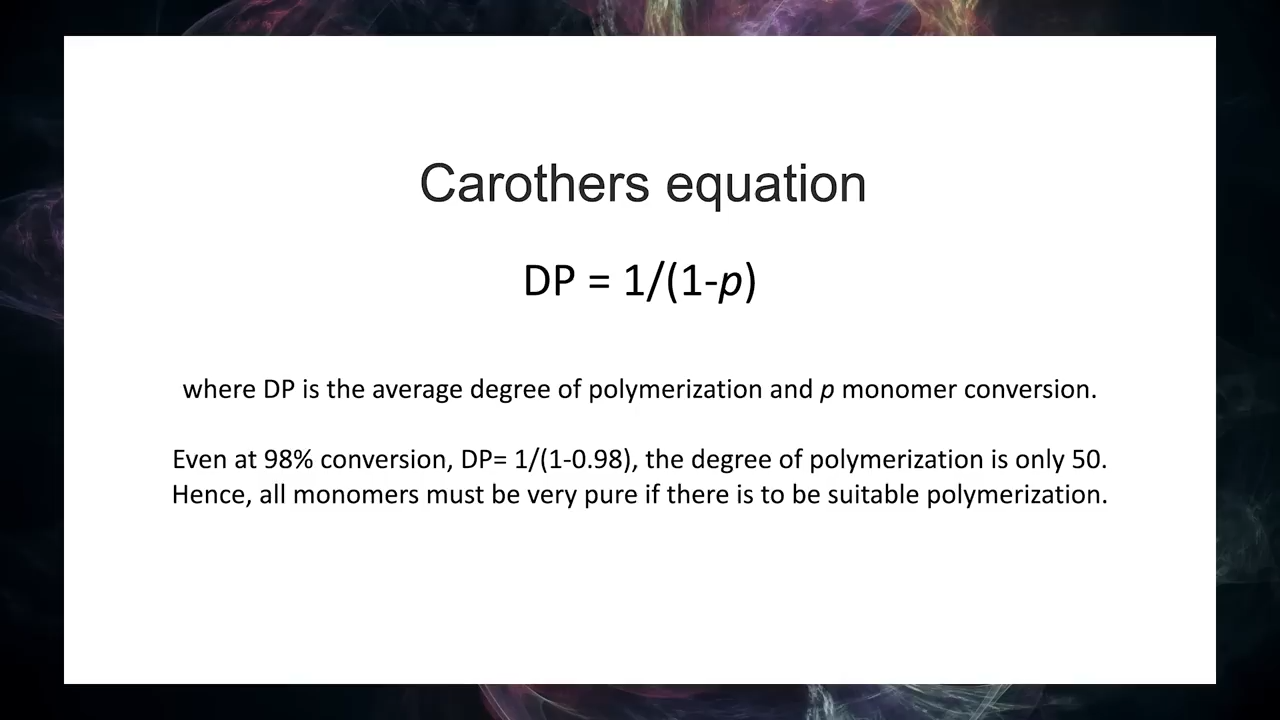 Carothers equation
DP = 1/(1-p)
where DP is the average degree of polymerization and p monomer conversion.
Even at 98% conversion, DP= 1/(1-0.98), the degree of polymerization is only 50.
Hence, all monomers must be very pure if there is to be suitable polymerization.